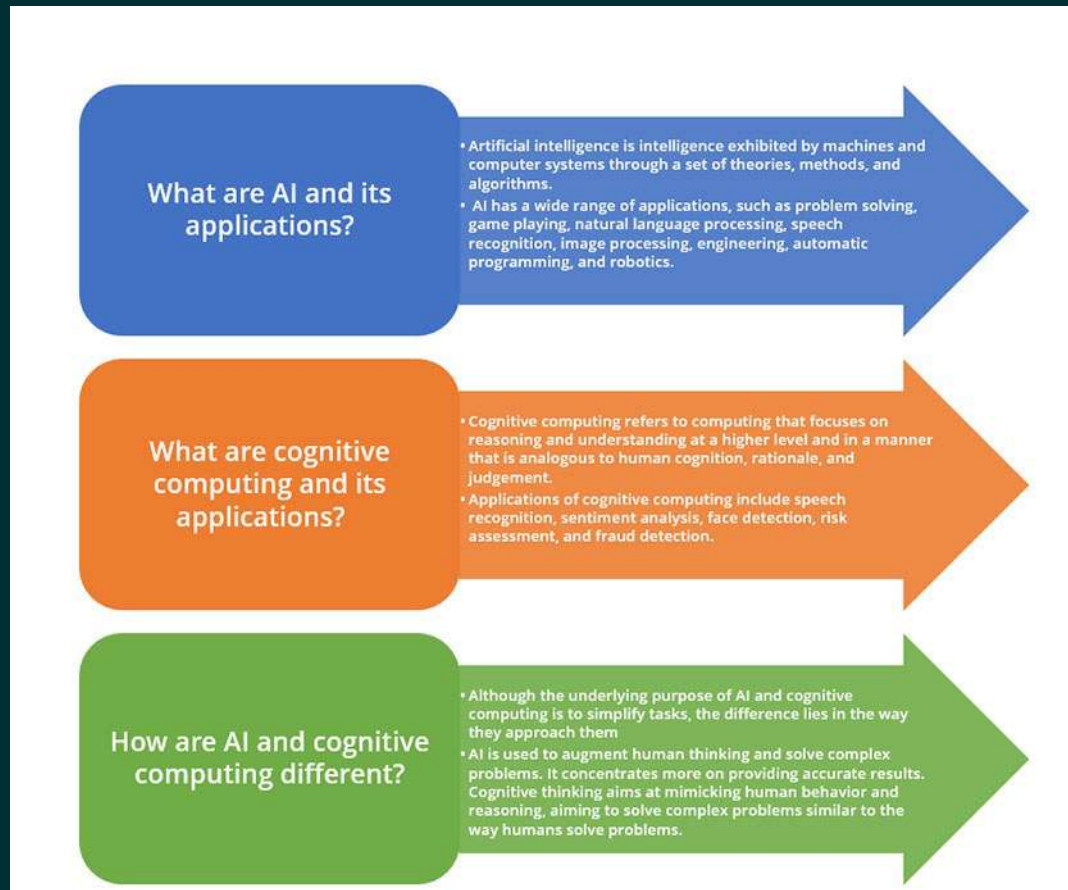 What are AI and its
applications?
• Artificial intelligence is intelligence exhibited by machines and
computer systems through a set of theories, methods, and
algorithms.
• AI has a wide range of applications, such as problem solving,
game playing, natural language processing, speech
recognition, image processing, engineering, automatic
programming, and robotics.
What are cognitive
computing and its
applications?
• Cognitive computing refers to computing that focuses on
reasoning and understanding at a higher level and in a manner
that is analogous to human cognition, rationale, and
judgement.
• Applications of cognitive computing include speech
recognition, sentiment analysis, face detection, risk
assessment, and fraud detection.
How are AI and cognitive
computing different?
• Although the underlying purpose of AI and cognitive
computing is to simplify tasks, the difference lies in the way
they approach them
• AI is used to augment human thinking and solve complex
problems. It concentrates more on providing accurate results.
Cognitive thinking aims at mimicking human behavior and
reasoning, aiming to solve complex problems similar to the
way humans solve problems.